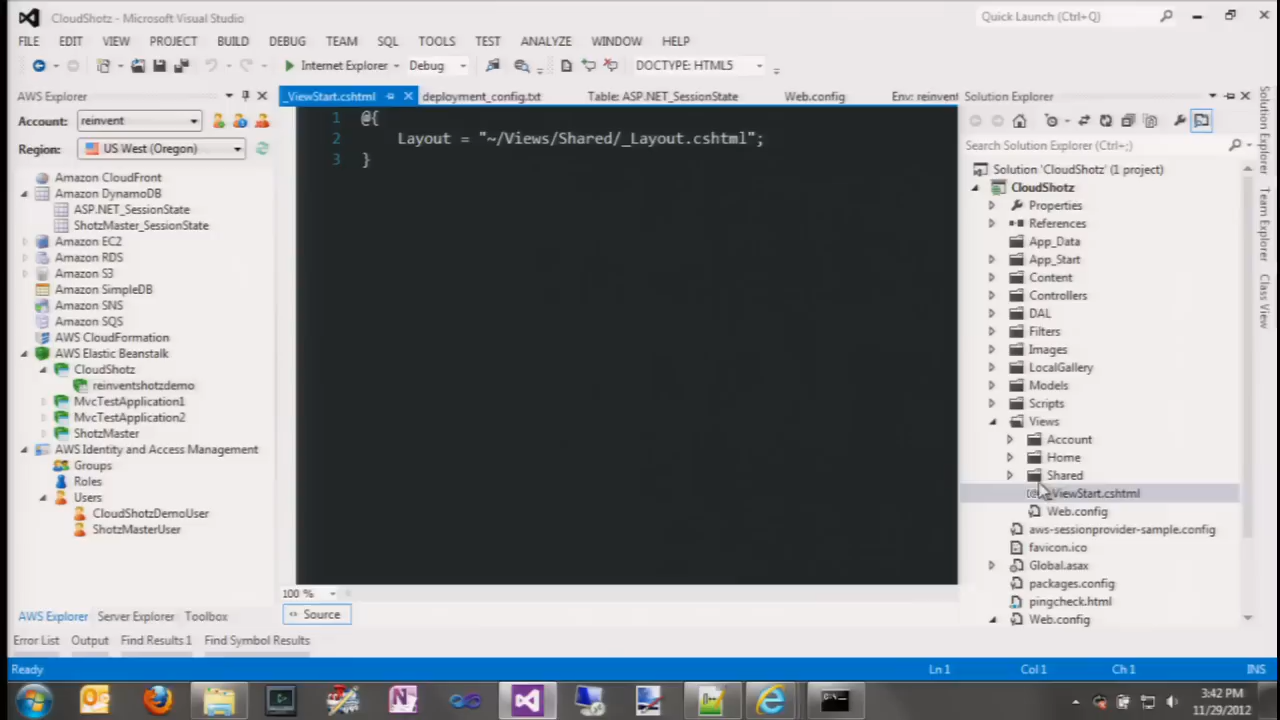 CloudShotz - Microsoft Visual Studio
Quick Launch (Ctrl+Q)
FILE EDIT VIEW PROJECT BUILD DEBUG TEAM SQL TOOLS TEST ANALYZE WINDOW HELP
Internet Explorer Debug DOCTYPE: HTML5
AWS Explorer
Account: reinvent
Region: US West (Oregon)
Amazon CloudFront
Amazon DynamoDB
ASP.NET_SessionState
ShotzMaster_SessionState
Amazon EC2
Amazon RDS
Amazon S3
Amazon SimpleDB
Amazon SNS
Amazon SQS
AWS CloudFormation
AWS Elastic Beanstalk
CloudShotz
reinventshotzdemo
MvcTestApplication1
MvcTestApplication2
ShotzMaster
AWS Identity and Access Management
Groups
Roles
Users
CloudShotzDemoUser
ShotzMasterUser
AWS Explorer Server Explorer Toolbox
_ViewStart.cshtml deployment_config.txt Table: ASP.NET_SessionState Web.config Env: reinvent
1 @{
2 Layout = "~/Views/Shared/_Layout.cshtml";
3 }
100 %
Source
Solution Explorer
Search Solution Explorer (Ctrl+;)
Solution 'CloudShotz' (1 project)
CloudShotz
Properties
References
App_Data
App_Start
Content
Controllers
DAL
Filters
Images
LocalGallery
Models
Scripts
Views
Account
Home
Shared
_ViewStart.cshtml
Web.config
aws-sessionprovider-sample.config
favicon.ico
Global.asax
packages.config
pingcheck.html
Web.config
Solution Explorer
Team Explorer
Class View
Error List Output Find Results 1 Find Symbol Results
Ready Ln 1 Col 1 Ch 1 INS
3:42 PM
11/29/2012